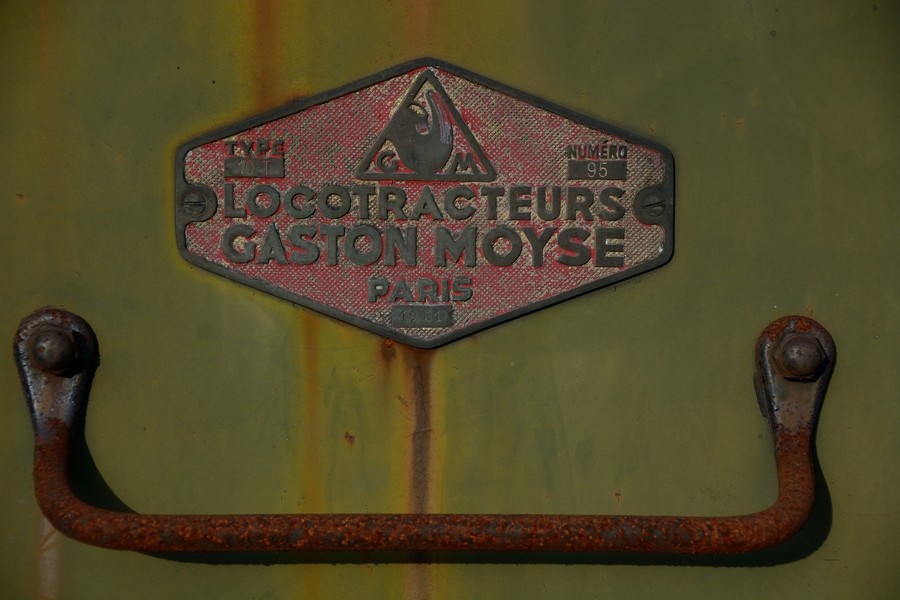 G M
TYPE
NUMÉRO
95
LOCOTRACTEURS
GASTON MOYSE
PARIS